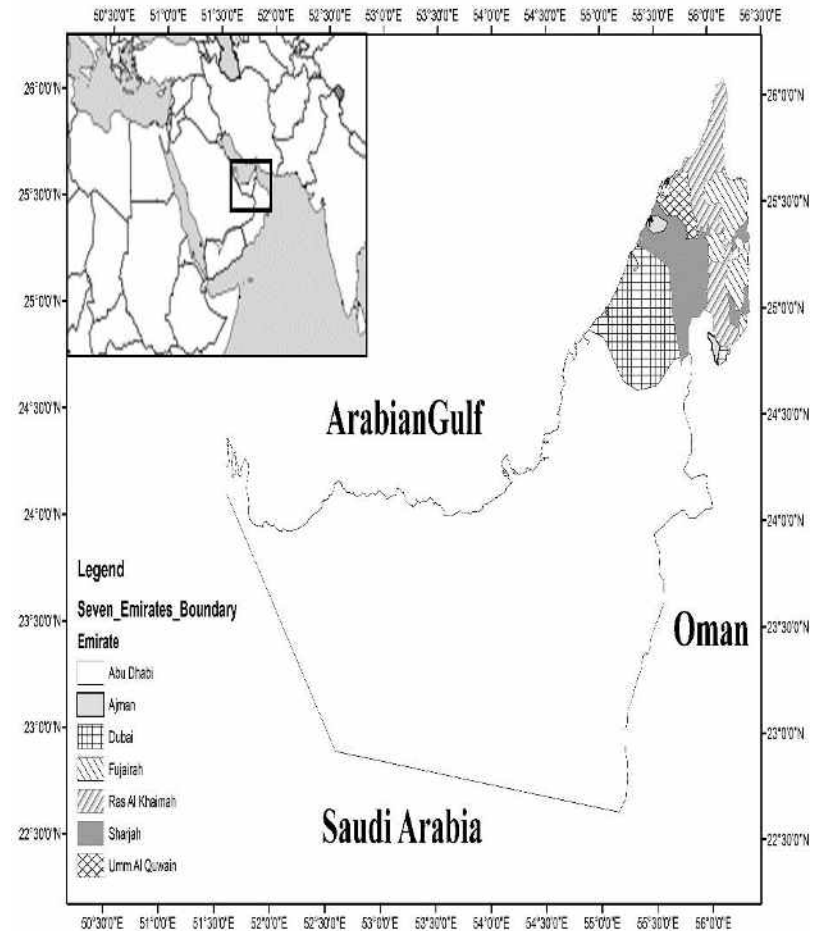 50°30'0"E 51°0'0"E 51°30'0"E 52°0'0"E 52°30'0"E 53°0'0"E 53°30'0"E 54°0'0"E 54°30'0"E 55°0'0"E 55°30'0"E 56°0'0"E 56°30'0"E
26°0'0"N
26°0'0"N
25°30'0"N
25°30'0"N
25°0'0"N
25°0'0"N
24°30'0"N
24°30'0"N
ArabianGulf
24°0'0"N
24°0'0"N
Legend
Seven_Emirates_Boundary
Emirate
23°30'0"N
23°30'0"N
Oman
Abu Dhabi
Ajman
23°0'0"N
23°0'0"N
Dubai
Fujairah
Ras Al Khaimah
Sharjah
22°30'0"N
22°30'0"N
Saudi Arabia
Umm Al Quwain
50°30'0"E 51°0'0"E 51°30'0"E 52°0'0"E 52°30'0"E 53°0'0"E 53°30'0"E 54°0'0"E 54°30'0"E 55°0'0"E 55°30'0"E 56°0'0"E